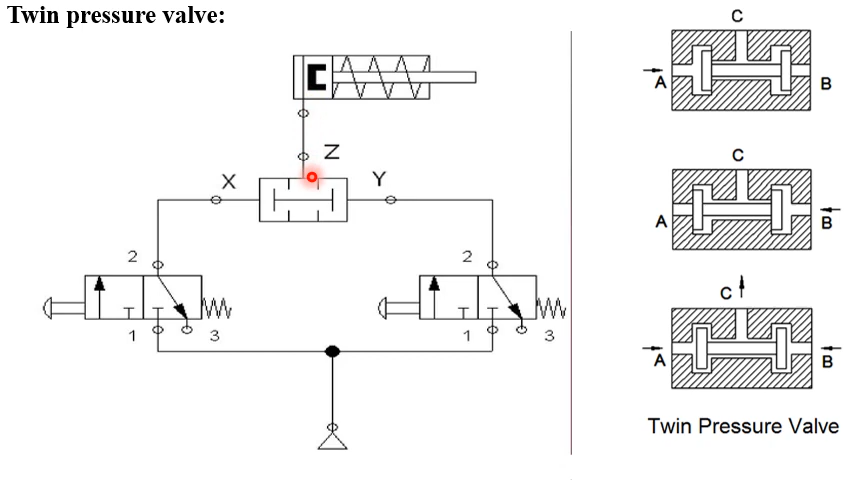 Twin pressure valve:
Z
X
Y
2
2
1
3
1
3
C
A
B
C
A
B
C
A
B
Twin Pressure Valve